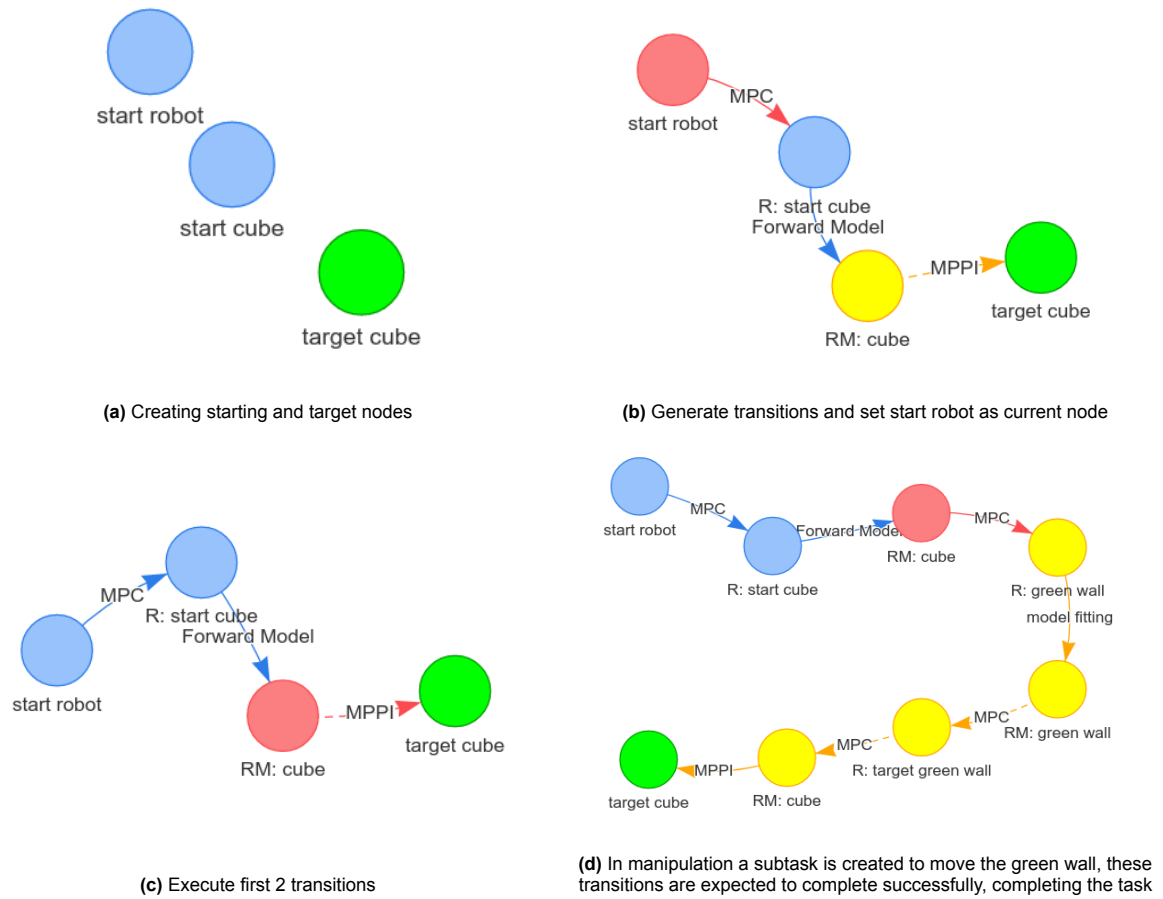 start robot
start cube
target cube
(a) Creating starting and target nodes
start robot
MPC
R: start cube
Forward Model
RM: cube
MPPI
target cube
(b) Generate transitions and set start robot as current node
start robot
MPC
R: start cube
Forward Model
RM: cube
MPPI
target cube
(c) Execute first 2 transitions
start robot
MPC
R: start cube
Forward Model
RM: cube
MPC
R: green wall
model fitting
RM: green wall
MPC
R: target green wall
MPC
RM: cube
MPPI
target cube
(d) In manipulation a subtask is created to move the green wall, these
transitions are expected to complete successfully, completing the task